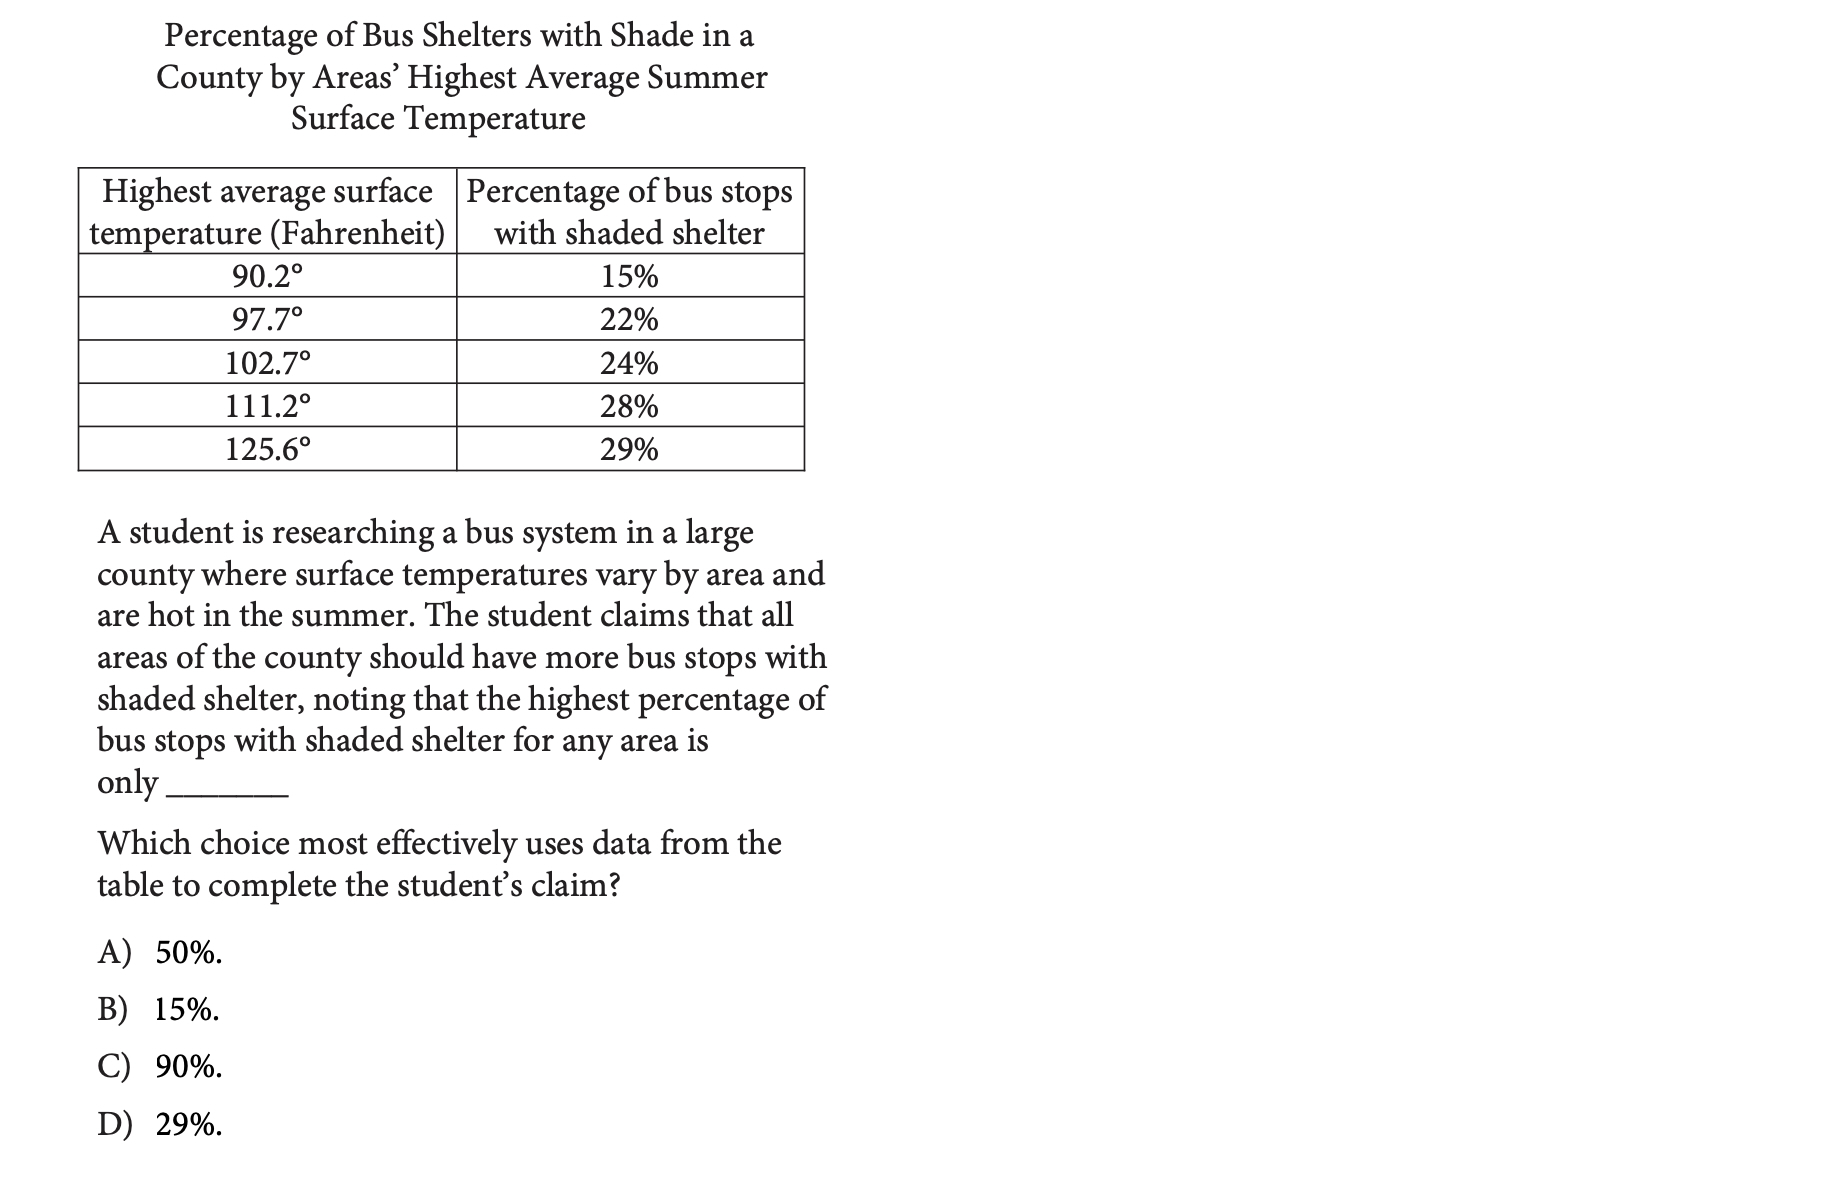 Percentage of Bus Shelters with Shade in a
County by Areas’ Highest Average Summer
Surface Temperature
Highest average surface temperature (Fahrenheit) Percentage of bus stops with shaded shelter
90.2° 15%
97.7° 22%
102.7° 24%
111.2° 28%
125.6° 29%
A student is researching a bus system in a large
county where surface temperatures vary by area and
are hot in the summer. The student claims that all
areas of the county should have more bus stops with
shaded shelter, noting that the highest percentage of
bus stops with shaded shelter for any area is
only _______
Which choice most effectively uses data from the
table to complete the student’s claim?
A) 50%.
B) 15%.
C) 90%.
D) 29%.